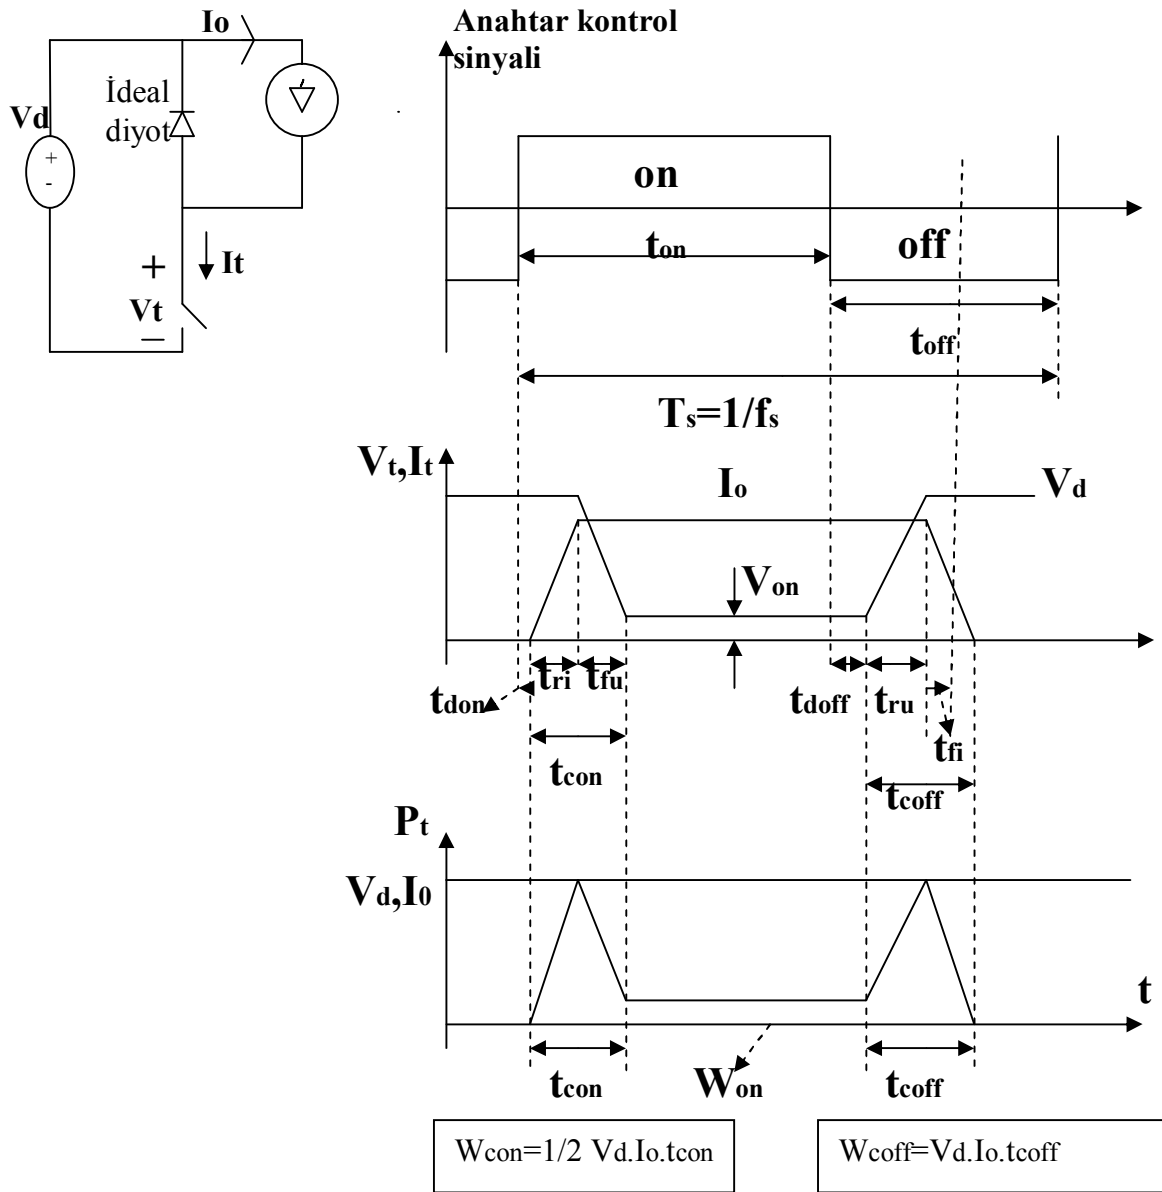 Io
İdeal
diyot
Vd
+
-
+
It
Vt
–
Anahtar kontrol
sinyali
on
ton
off
toff
Ts=1/fs
Vt,It
Io
Vd
Von
tdon
tri
tfu
tdoff
tru
tfi
tcon
tcoff
Pt
Vd,I0
t
tcon
Won
tcoff
Wcon=1/2 Vd.Io.tcon
Wcoff=Vd.Io.tcoff